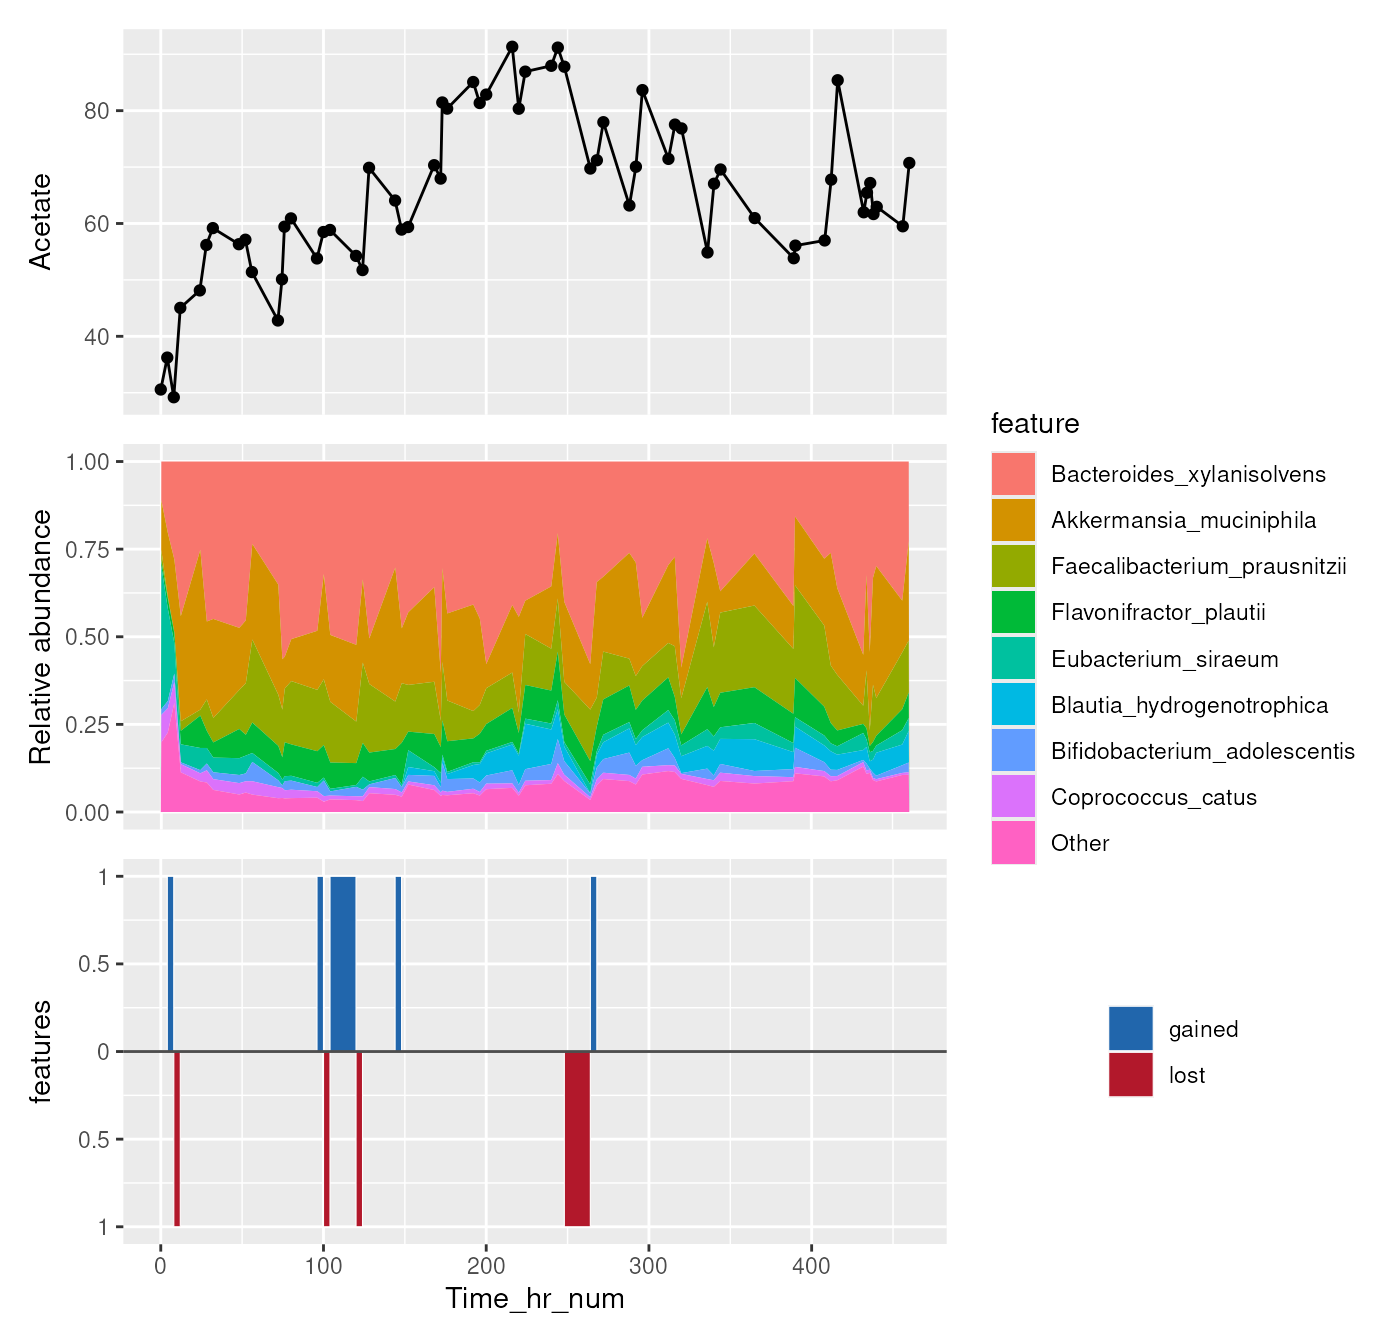 Acetate
80
60
40
Relative abundance
1.00
0.75
0.50
0.25
0.00
feature
Bacteroides_xylanisolvens
Akkermansia_muciniphila
Faecalibacterium_prausnitzii
Flavonifractor_plautii
Eubacterium_siraeum
Blautia_hydrogenotrophica
Bifidobacterium_adolescentis
Coprococcus_catus
Other
features
1
0.5
0
0.5
1
gained
lost
0 100 200 300 400
Time_hr_num